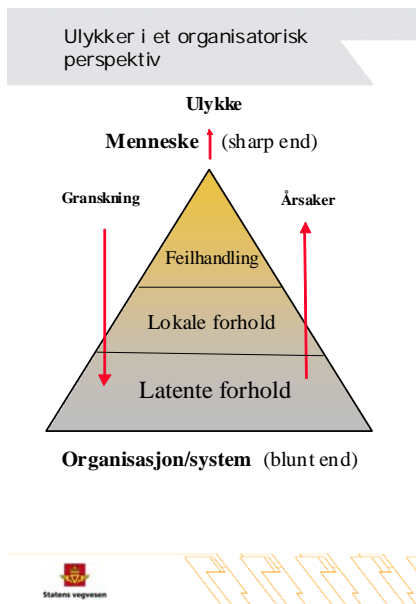 Ulykker i et organisatorisk
perspektiv
Ulykke
Menneske (sharp end)
Granskning
Årsaker
Feilhandling
Lokale forhold
Latente forhold
Organisasjon/system (blunt end)
Statens vegvesen